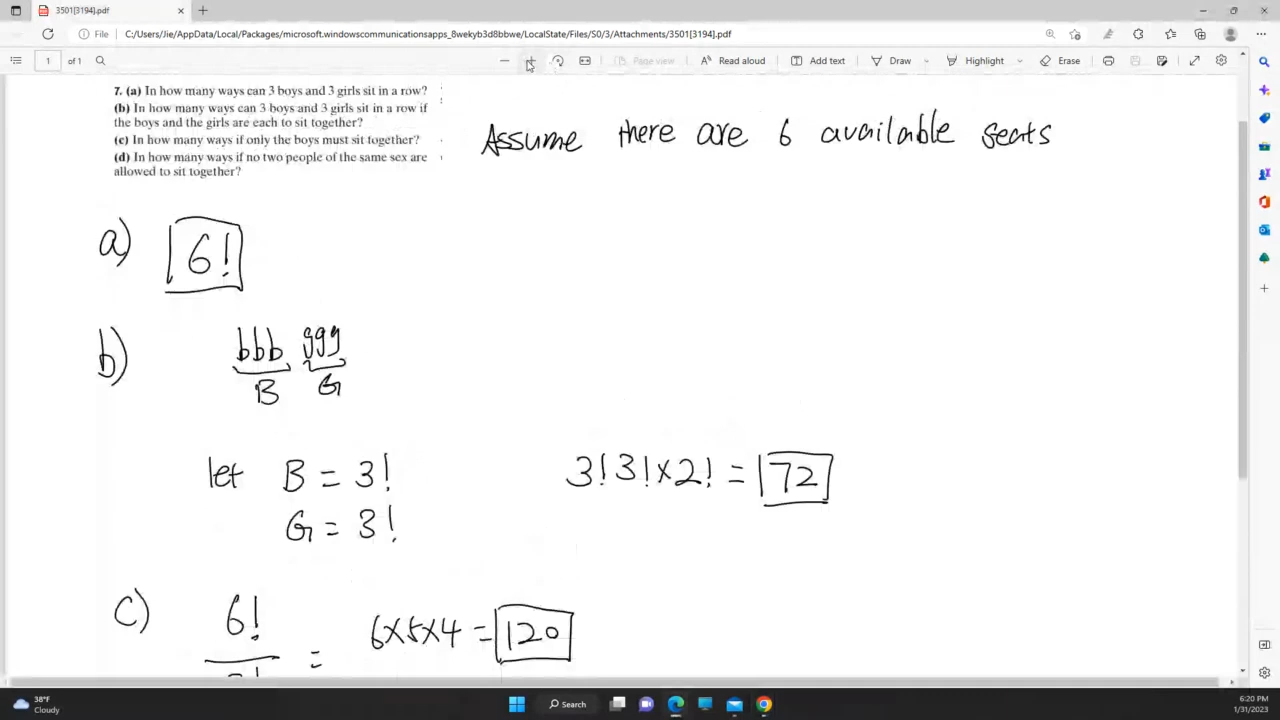 3501[3194].pdf
File C:/Users/Jie/AppData/Local/Packages/microsoft.windowscommunicationsapps_8wekyb3d8bbwe/LocalState/Files/S0/3/Attachments/3501[3194].pdf
1 of 1 Page view Read aloud Add text Draw Highlight Erase
7. (a) In how many ways can 3 boys and 3 girls sit in a row?
(b) In how many ways can 3 boys and 3 girls sit in a row if
the boys and the girls are each to sit together?
(c) In how many ways if only the boys must sit together?
(d) In how many ways if no two people of the same sex are
allowed to sit together?
Assume there are 6 available seats
a) 6!
b) bbb ggg
B G
let B = 3! 3! 3! × 2! = 72
G = 3!
c) 6! = 6×5×4 = 120
38°F
Cloudy
Search
6:20 PM
1/31/2023